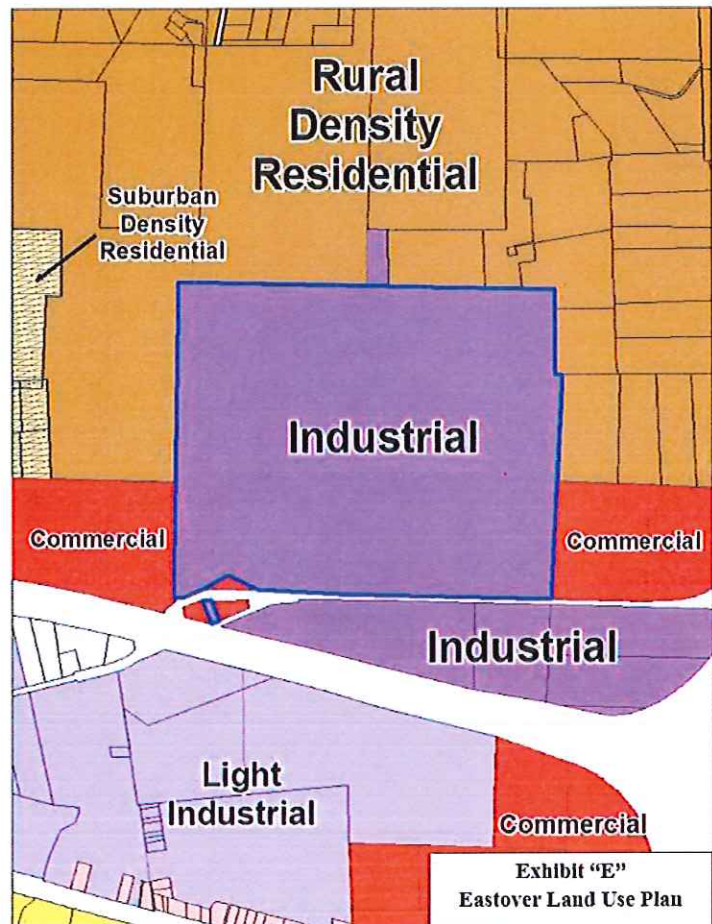 Rural
Density
Residential
Suburban
Density
Residential
Industrial
Commercial
Commercial
Industrial
Light
Industrial
Commercial
Exhibit “E”
Eastover Land Use Plan